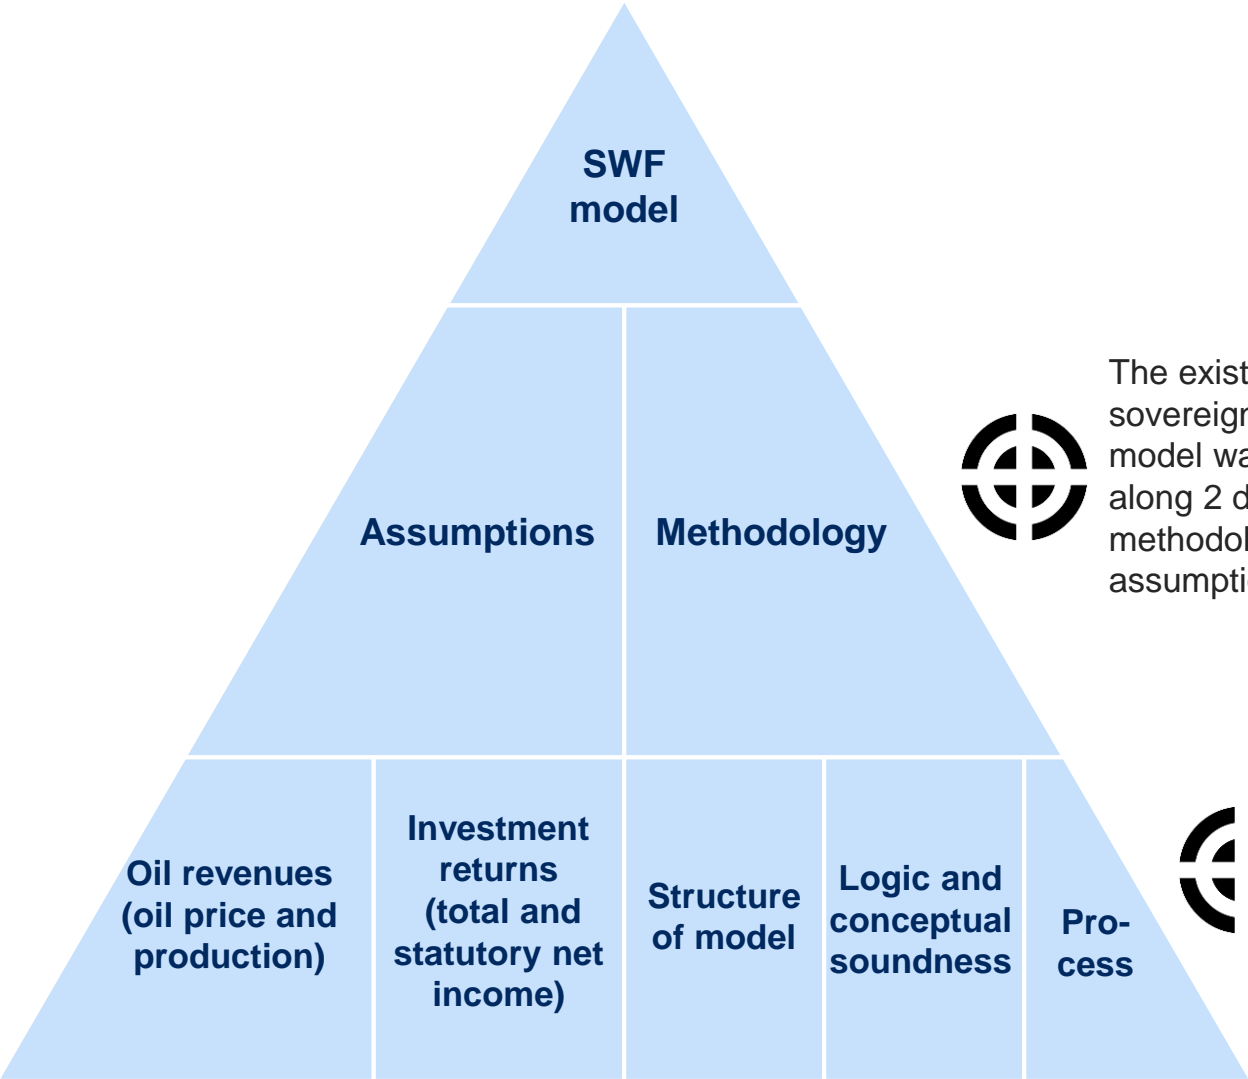 SWF
model
Assumptions
Methodology
The exist
sovereign
model wa
along 2 d
methodol
assumpti
Oil revenues
(oil price and
production)
Investment
returns
(total and
statutory net
income)
Structure
of model
Logic and
conceptual
soundness
Pro-
cess